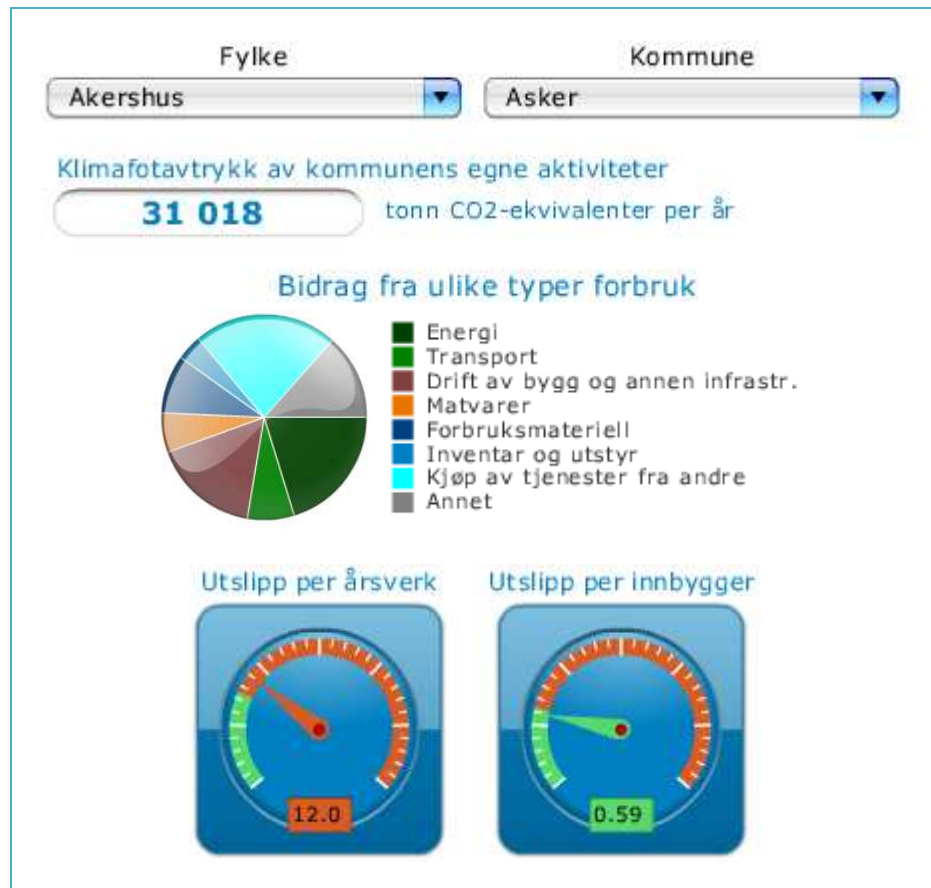 Fylke Kommune
Akershus Asker
Klimafotavtrykk av kommunens egne aktiviteter
31 018 tonn CO2-ekvivalenter per år
Bidrag fra ulike typer forbruk
Energi
Transport
Drift av bygg og annen infrastr.
Matvarer
Forbruksmateriell
Inventar og utstyr
Kjøp av tjenester fra andre
Annet
Utslipp per årsverk Utslipp per innbygger
12.0 0.59